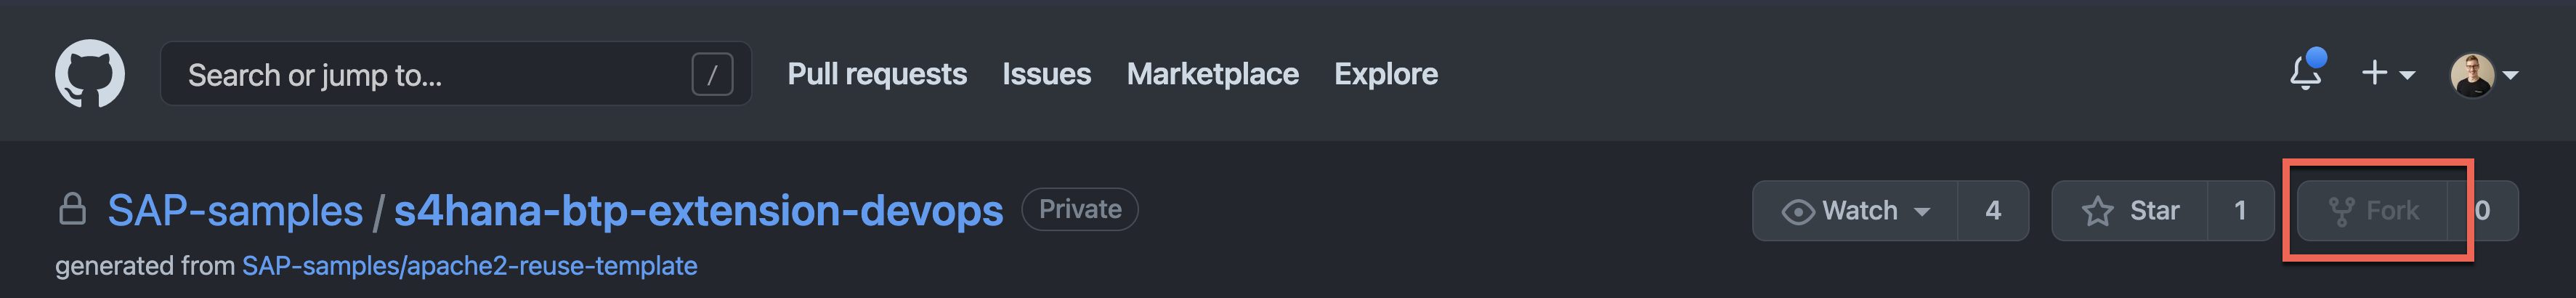 Search or jump to... / Pull requests Issues Marketplace Explore
SAP-samples / s4hana-btp-extension-devops Private Watch 4 Star 1 Fork 0
generated from SAP-samples/apache2-reuse-template